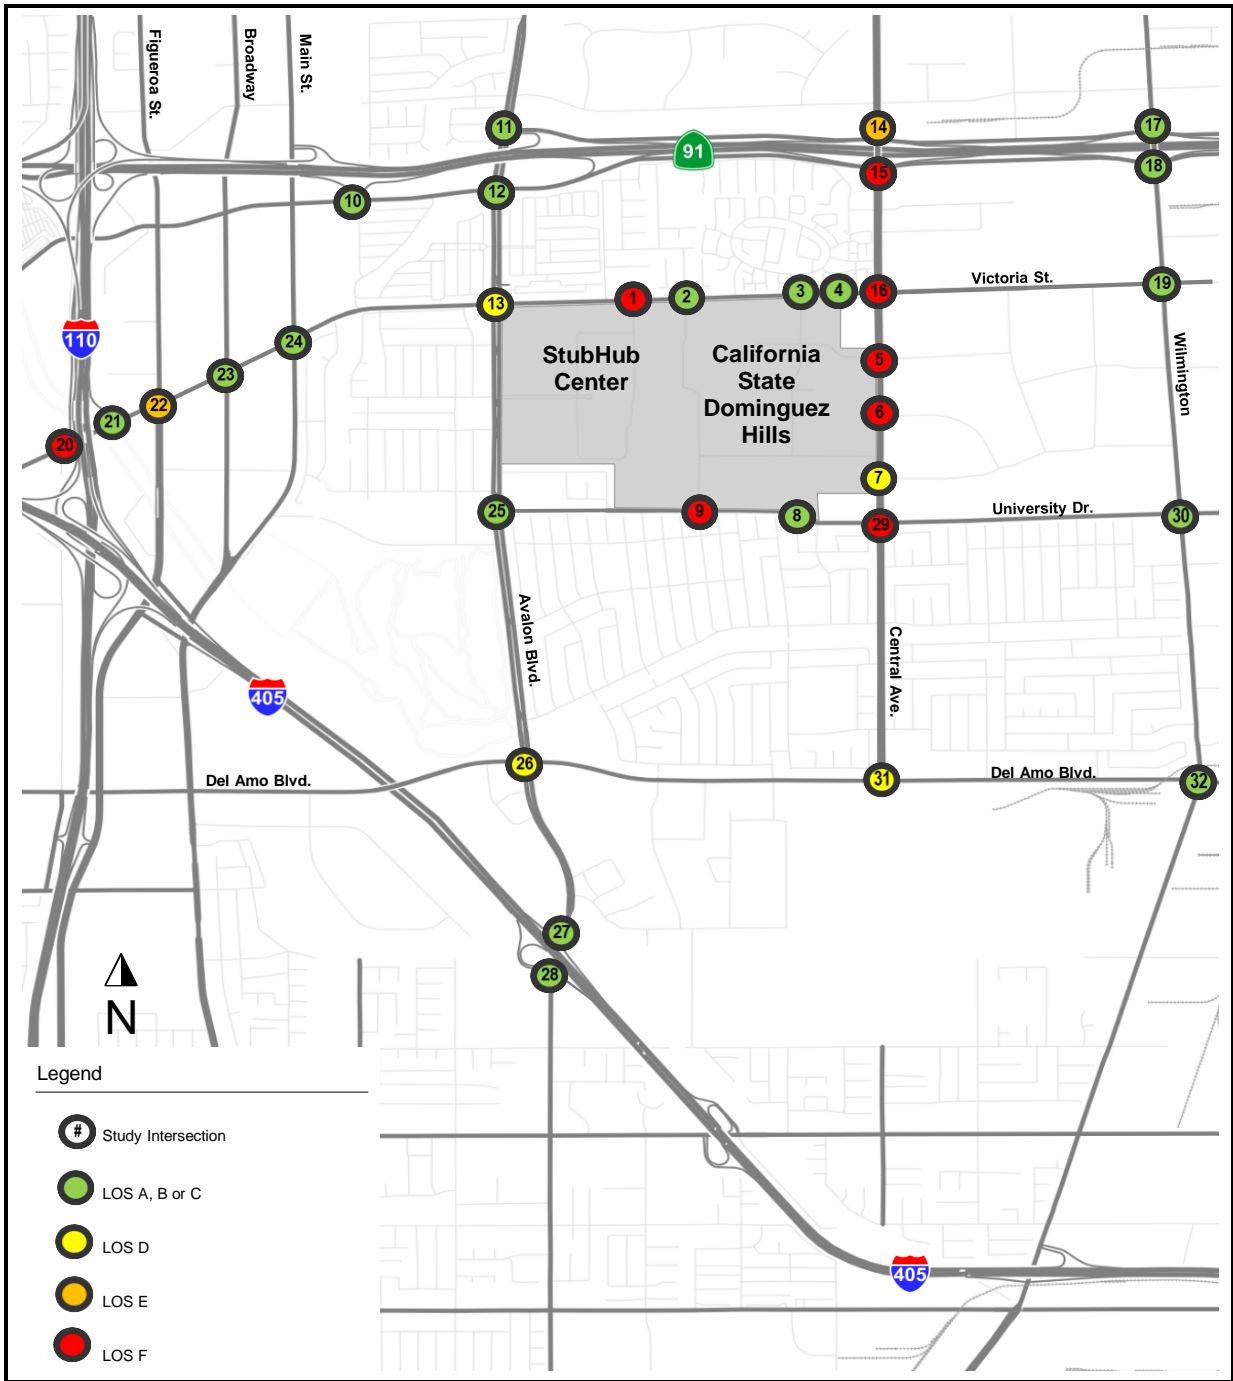 Figueroa St.
Broadway
Main St.
11
14
17
91
15
18
10
12
13
1
2
3
4
16
Victoria St.
19
110
24
StubHub
Center
California
State
Dominguez
Hills
5
Wilmington
23
22
21
6
20
7
25
9
8
29
University Dr.
30
Avalon Blvd.
Central Ave.
405
26
Del Amo Blvd.
31
Del Amo Blvd.
32
27
28
N
Legend
# Study Intersection
LOS A, B or C
LOS D
405
LOS E
LOS F